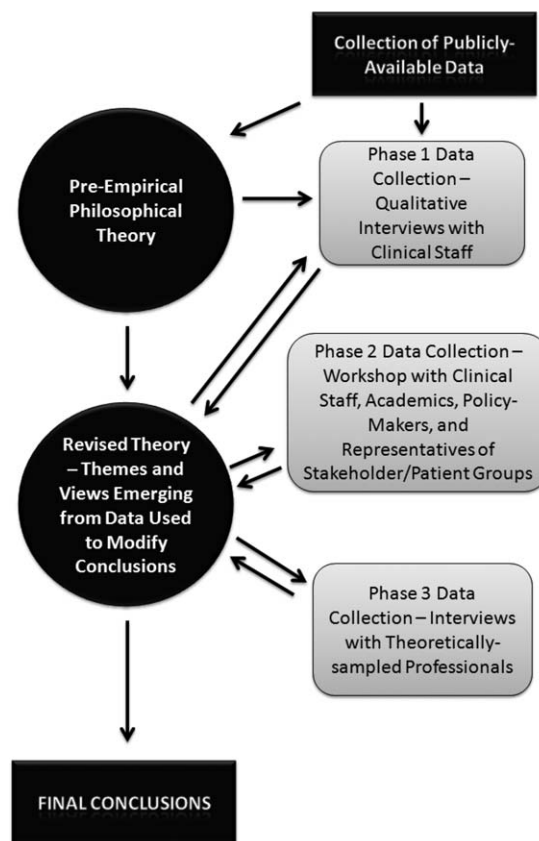 Collection of Publicly-
Available Data
Pre-Empirical
Philosophical
Theory
Phase 1 Data
Collection –
Qualitative
Interviews with
Clinical Staff
Phase 2 Data Collection –
Workshop with Clinical
Staff, Academics, Policy-
Makers, and
Representatives of
Stakeholder/Patient Groups
Revised Theory
– Themes and
Views Emerging
from Data Used
to Modify
Conclusions
Phase 3 Data
Collection – Interviews
with Theoretically-
sampled Professionals
FINAL CONCLUSIONS